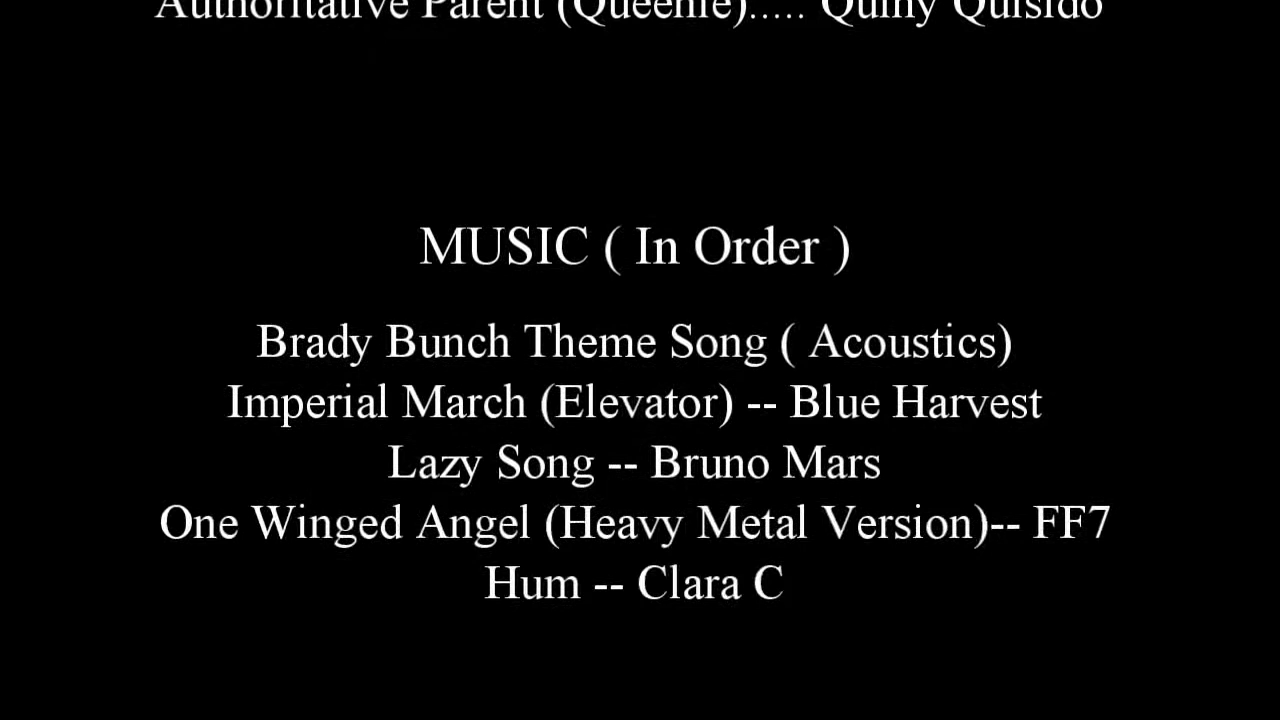 Authoritative Parent (Queenie)..... Quiny Quisido
MUSIC ( In Order )
Brady Bunch Theme Song ( Acoustics)
Imperial March (Elevator) -- Blue Harvest
Lazy Song -- Bruno Mars
One Winged Angel (Heavy Metal Version)-- FF7
Hum -- Clara C